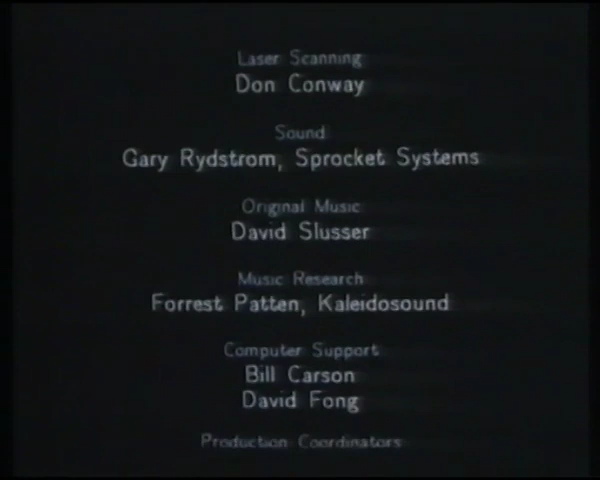 Laser Scanning
Don Conway
Sound
Gary Rydstrom, Sprocket Systems
Original Music
David Slusser
Music Research
Forrest Patten, Kaleidosound
Computer Support
Bill Carson
David Fong
Production Coordinators